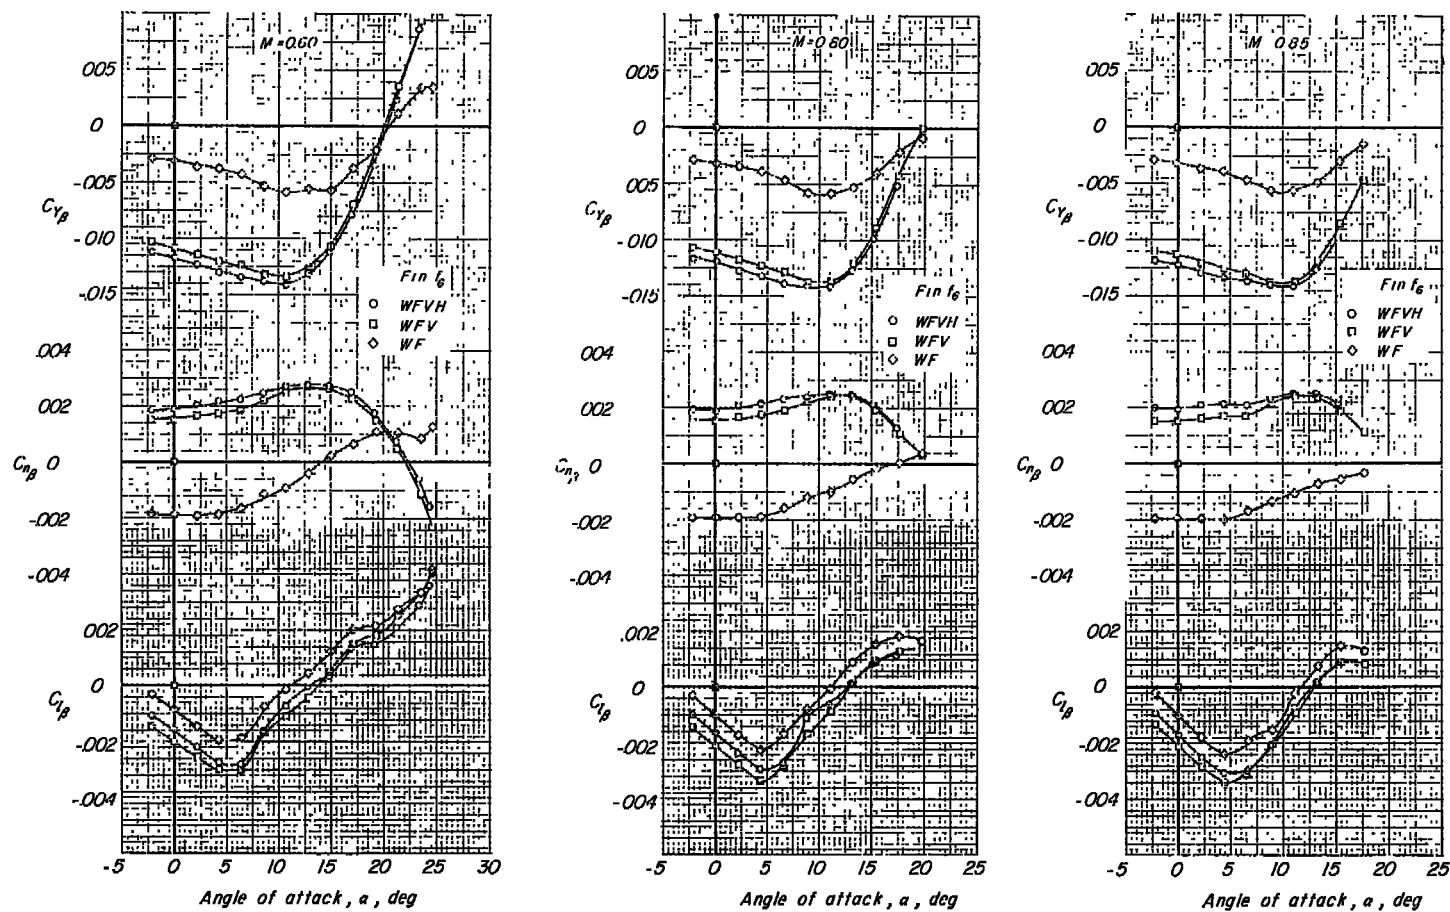 M=0.60
005
0
-.005
CYβ
-.010
-.015
Fin f6
WFVH
WFV
WF
.004
002
Cnβ 0
-.002
-.004
002
0
Clβ
-.002
-.004
-5 0 5 10 15 20 25 30
Angle of attack, α, deg
M=0.80
005
0
005
CYβ
-010
-015
Fin f6
WFVH
WFV
WF
004
002
0
-.002
-.004
.002
0
Clβ
-.002
-.004
-5 0 5 10 15 20 25
Angle of attack, α, deg
M 0.85
005
0
-005
CYβ
-010
-015
Fin f6
WFVH
WFV
WF
004
002
Cnβ 0
-.002
-.004
002
0
Clβ
-.002
-.004
-5 0 5 10 15 20 25
Angle of attack, α, deg